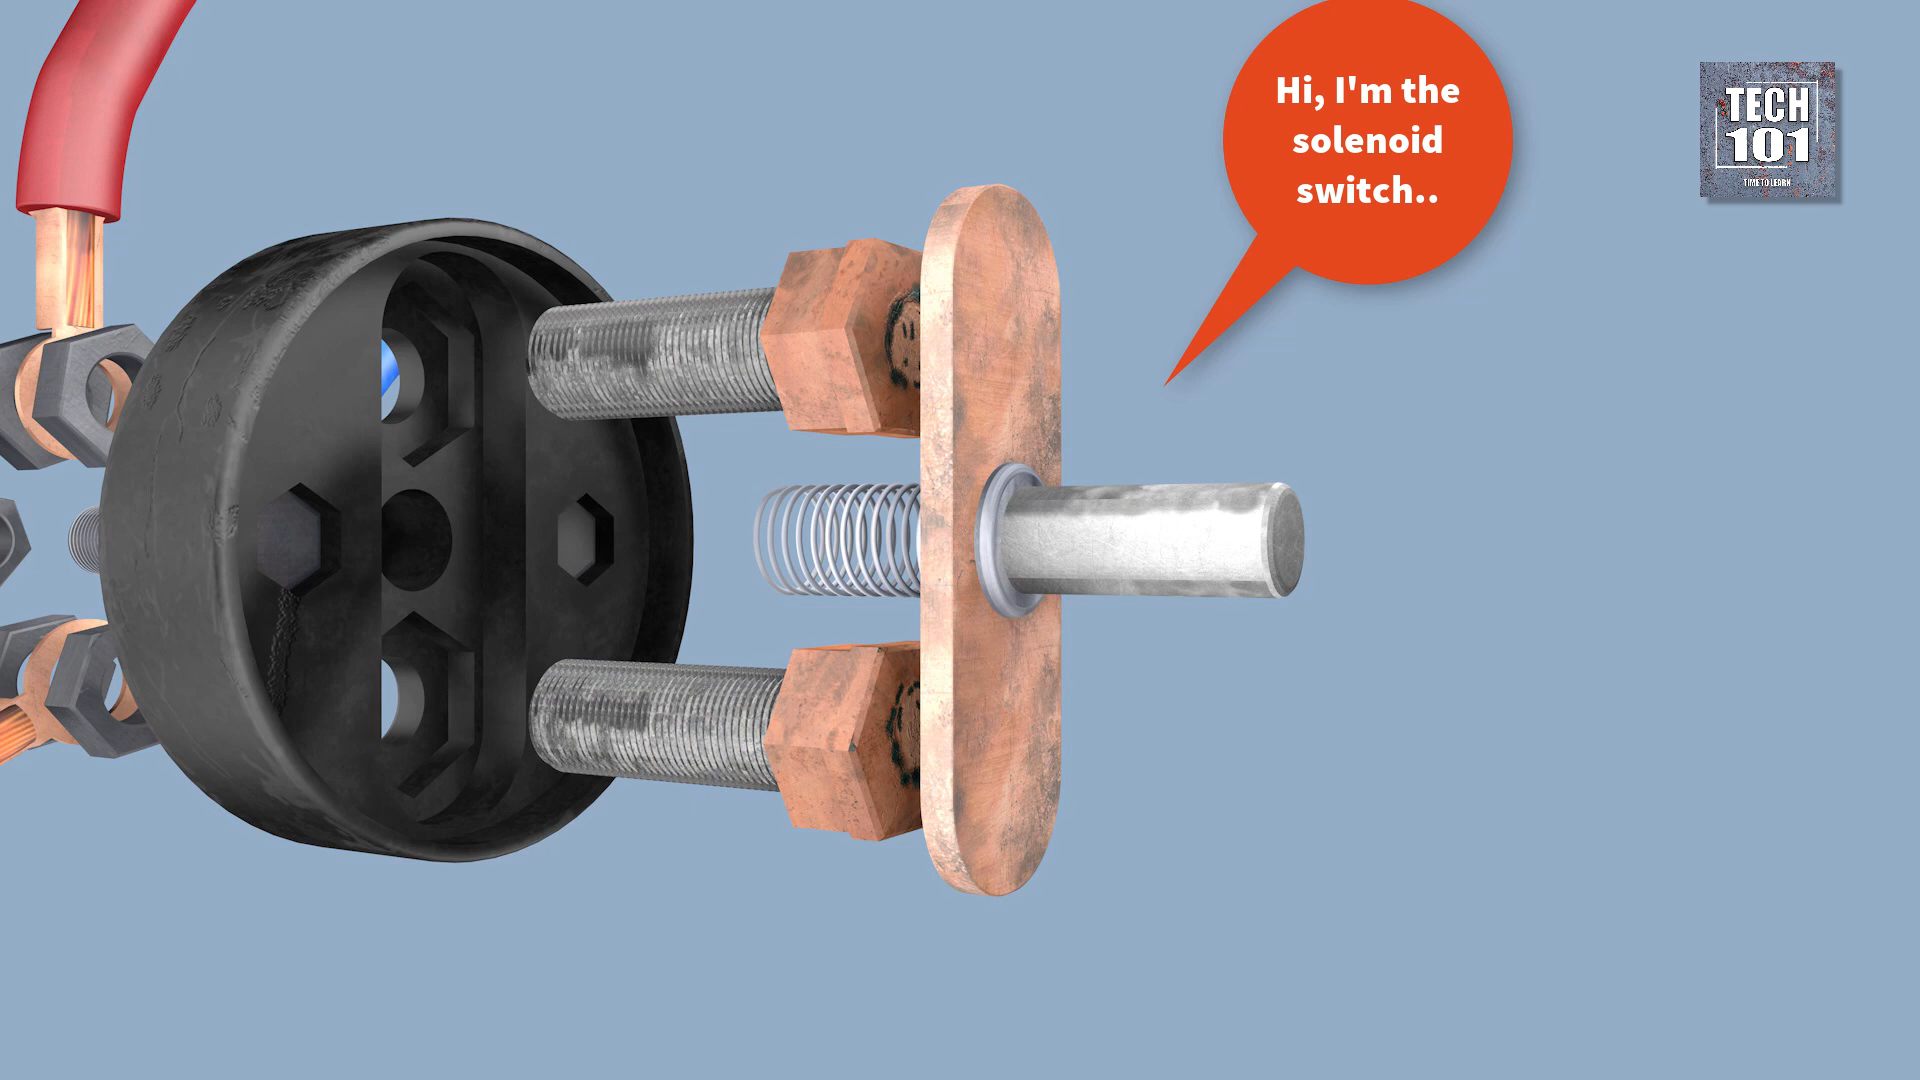 Hi, I'm the
solenoid
switch..
TECH
101
TIME TO LEARN